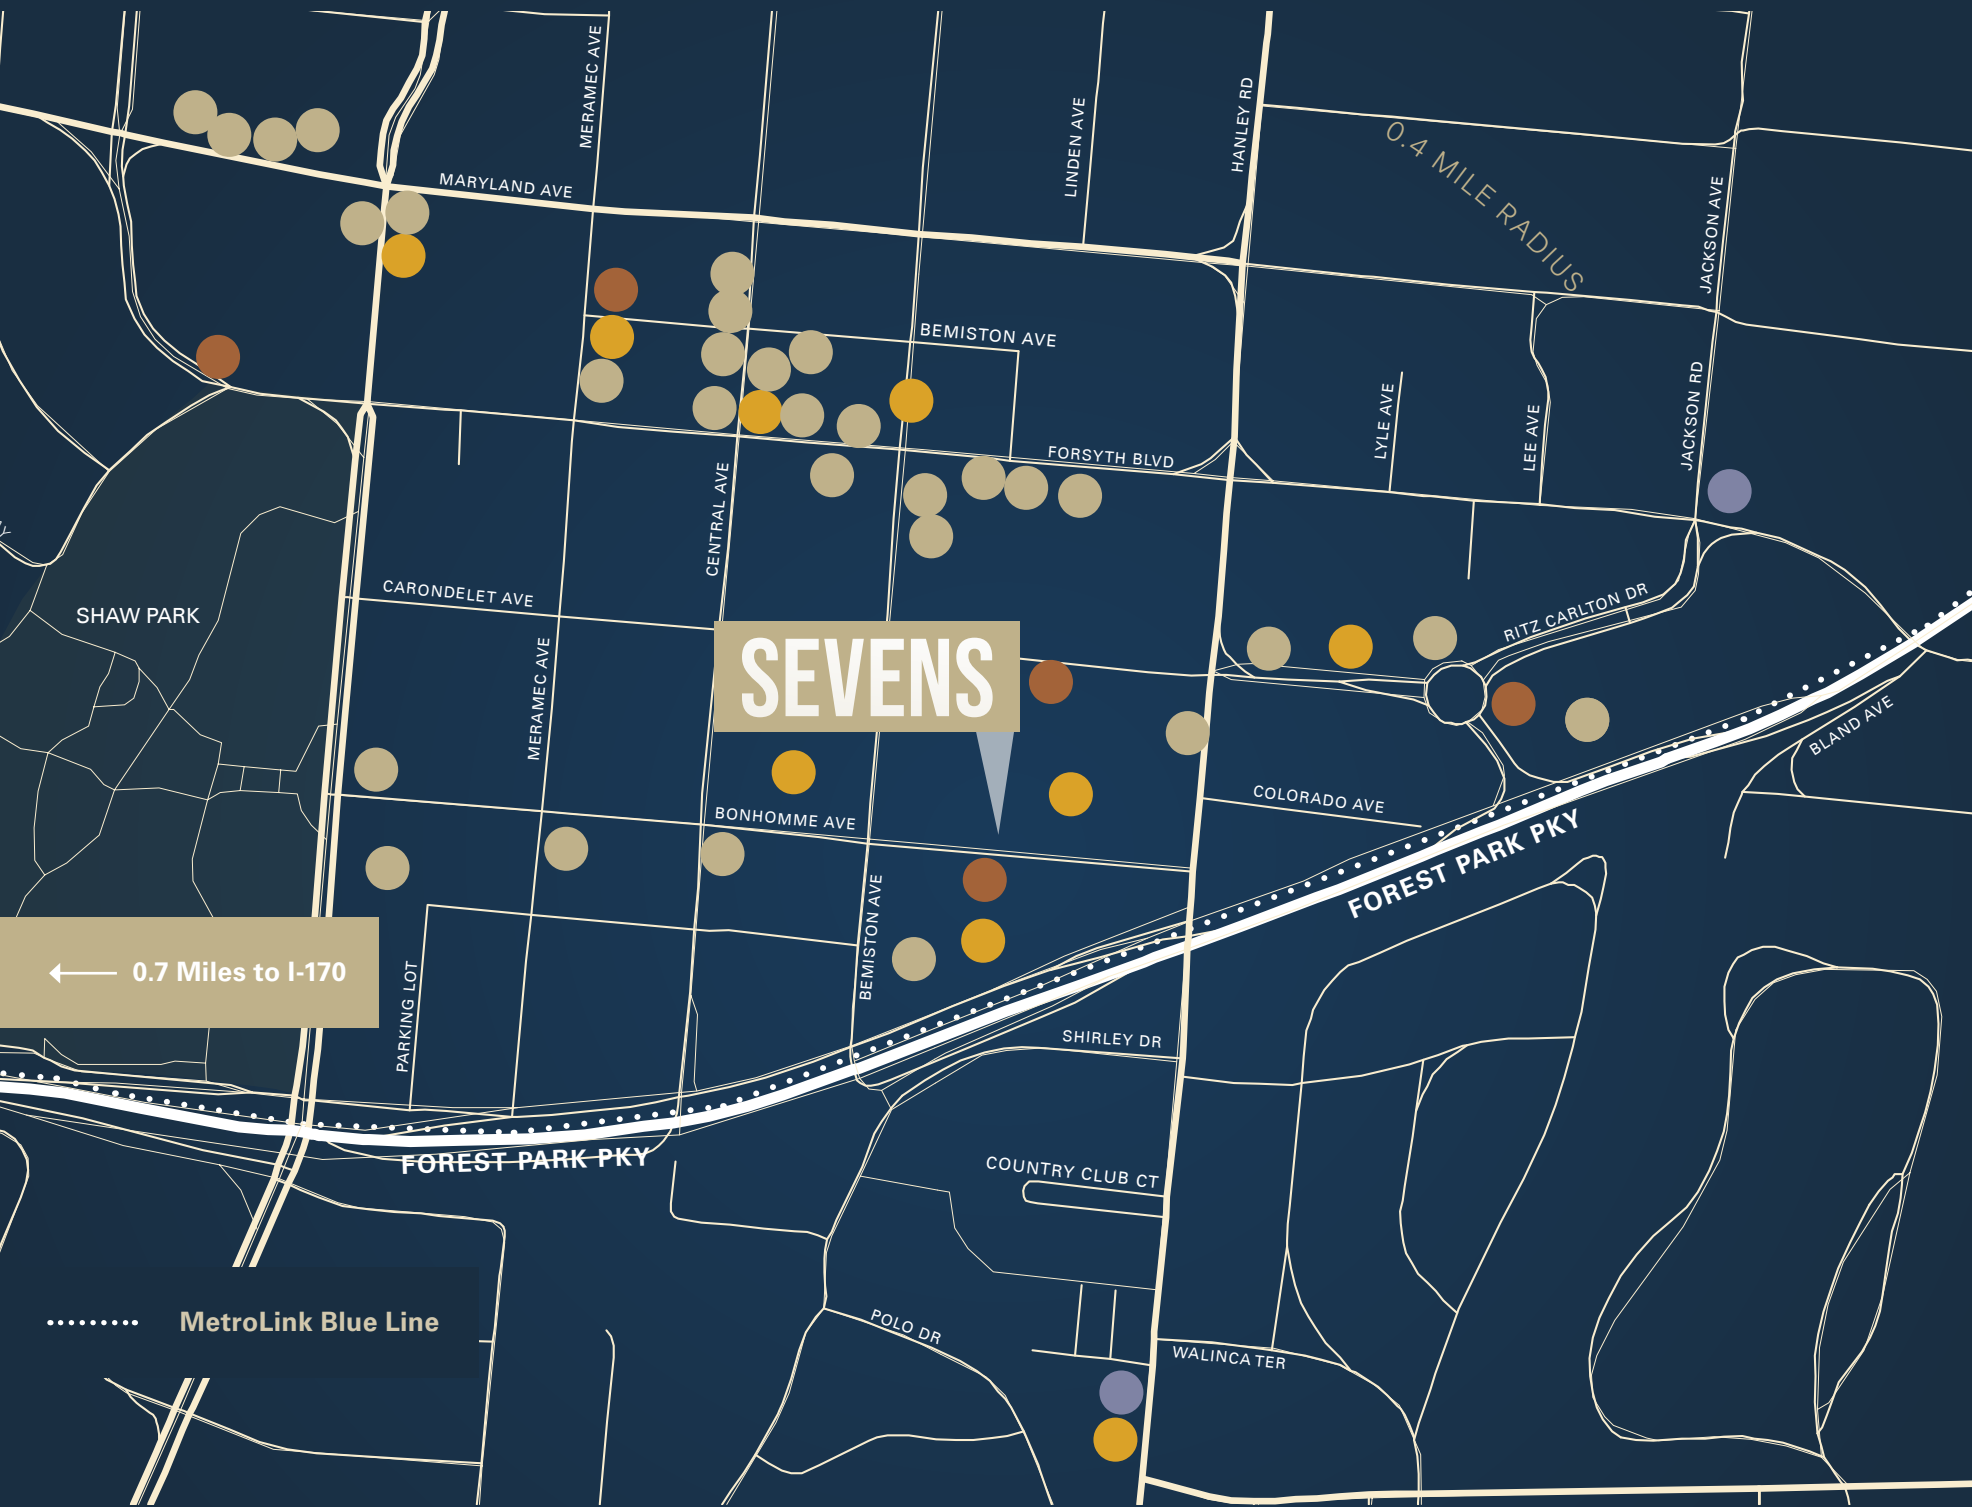 MERAMEC AVE
LINDEN AVE
HANLEY RD
0.4 MILE RADIUS
JACKSON AVE
MARYLAND AVE
BEMISTON AVE
LYLE AVE
LEE AVE
JACKSON RD
FORSYTH BLVD
CENTRAL AVE
CARONDELET AVE
SHAW PARK
RITZ CARLTON DR
SEVENS
MERAMEC AVE
BLAND AVE
COLORADO AVE
BONHOMME AVE
FOREST PARK PKY
BEMISTON AVE
0.7 Miles to I-170
PARKING LOT
SHIRLEY DR
FOREST PARK PKY
COUNTRY CLUB CT
MetroLink Blue Line
POLO DR
WALINCA TER